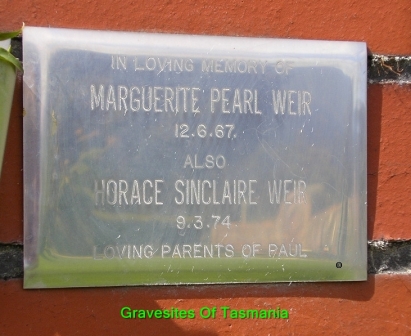 IN LOVING MEMORY OF
MARGUERITE PEARL WEIR
12.6.67.
ALSO
HORACE SINCLAIRE WEIR
9.3.74
LOVING PARENTS OF PAUL
Gravesites Of Tasmania